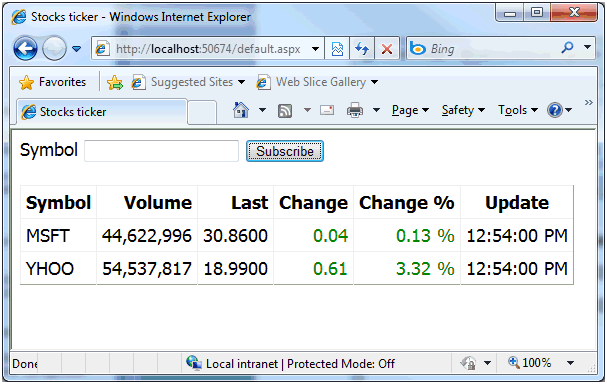 Stocks ticker - Windows Internet Explorer
http://localhost:50674/default.aspx Bing
Favorites Suggested Sites Web Slice Gallery
Stocks ticker Page Safety Tools »
Symbol Subscribe
Symbol Volume Last Change Change % Update
MSFT 44,622,996 30.8600 0.04 0.13 % 12:54:00 PM
YHOO 54,537,817 18.9900 0.61 3.32 % 12:54:00 PM
Done Local intranet | Protected Mode: Off 100%